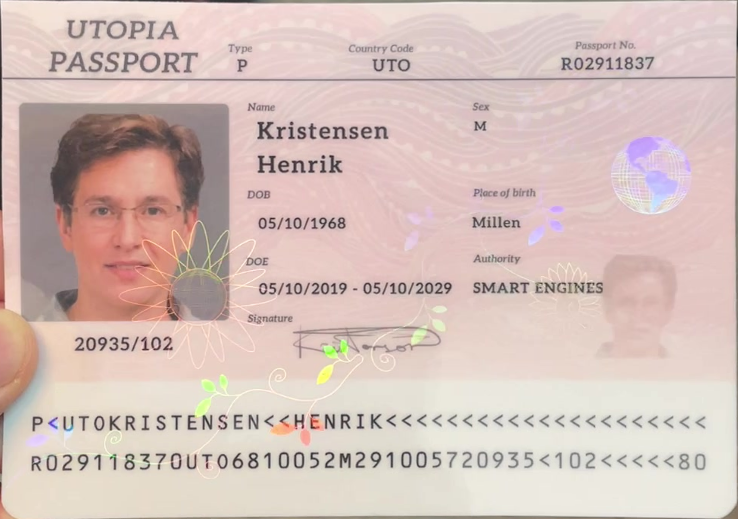 UTOPIA
PASSPORT
Type
P
Country Code
UTO
Passport No.
R02911837
Name
Kristensen
Henrik
Sex
M
DOB
05/10/1968
Place of birth
Millen
DOE
05/10/2019 - 05/10/2029
Authority
SMART ENGINES
Signature
20935/102
P<UTOKRISTENSEN<<HENRIK<<<<<<<<<<<<<<<<<<<<<
R029118370UTO6810052M291005720935<102<<<<<80